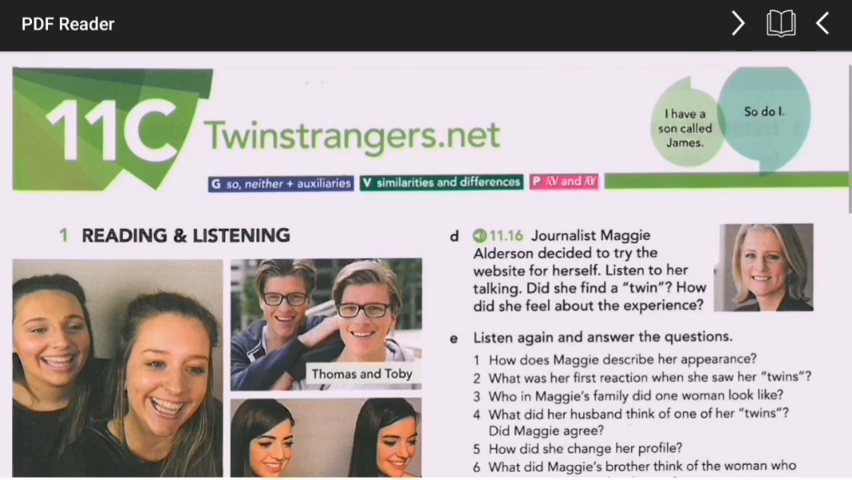 PDF Reader
11C
Twinstrangers.net
I have a
son called
James.
So do I.
G so, neither + auxiliaries
V similarities and differences
P /ð/ and /θ/
1 READING & LISTENING
Thomas and Toby
d 11.16 Journalist Maggie
Alderson decided to try the
website for herself. Listen to her
talking. Did she find a "twin"? How
did she feel about the experience?
e Listen again and answer the questions.
1 How does Maggie describe her appearance?
2 What was her first reaction when she saw her "twins"?
3 Who in Maggie's family did one woman look like?
4 What did her husband think of one of her "twins"?
Did Maggie agree?
5 How did she change her profile?
6 What did Maggie's brother think of the woman who